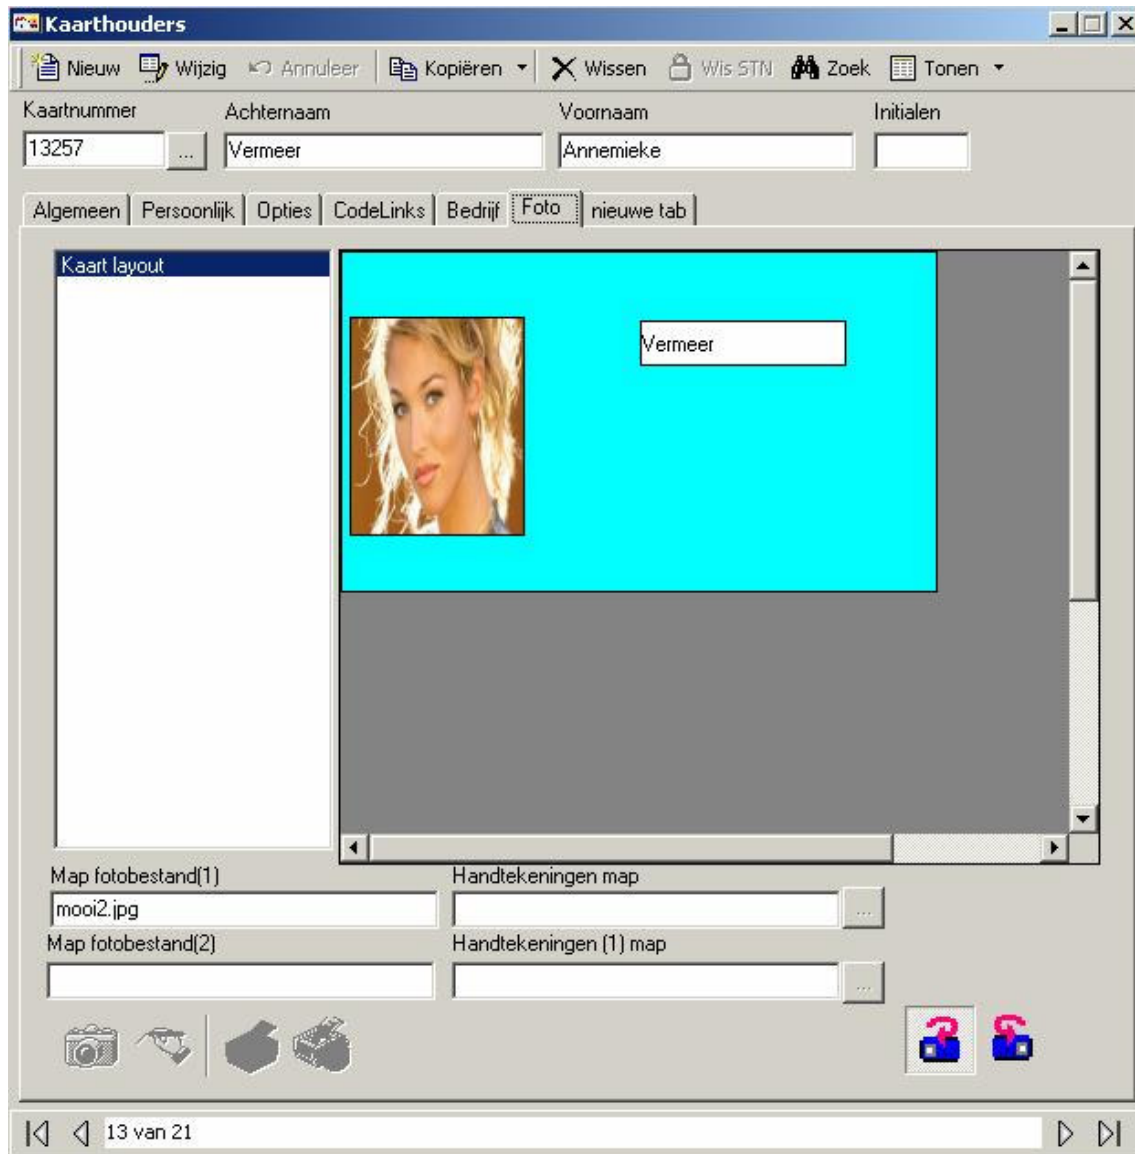 Kaarthouders
Nieuw Wijzig Annuleer Kopiëren Wissen Wis STN Zoek Tonen
Kaartnummer Achternaam Voornaam Initialen
13257 ... Vermeer Annemieke
Algemeen Persoonlijk Opties CodeLinks Bedrijf Foto nieuwe tab
Kaart layout
Vermeer
Map fotobestand(1) Handtekeningen map
mooi2.jpg ...
Map fotobestand(2) Handtekeningen (1) map
...
13 van 21